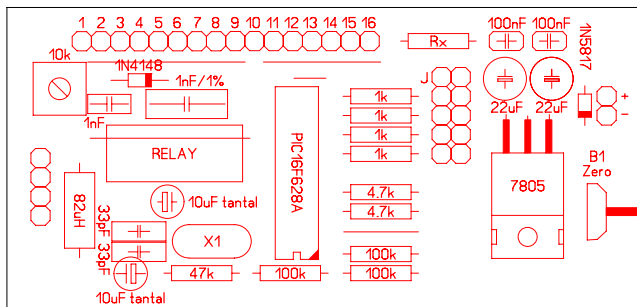 1 2 3 4 5 6 7 8 9 10 11 12 13 14 15 16
10k
1N4148
1nF/1%
1nF
RELAY
PIC16F628A
Rx
100nF 100nF
1N5817
J
22uF 22uF
+
-
1k
1k
1k
1k
4.7k
4.7k
7805
B1
Zero
82uH
10uF tantal
33pF
33pF
X1
10uF tantal
47k
100k
100k
100k